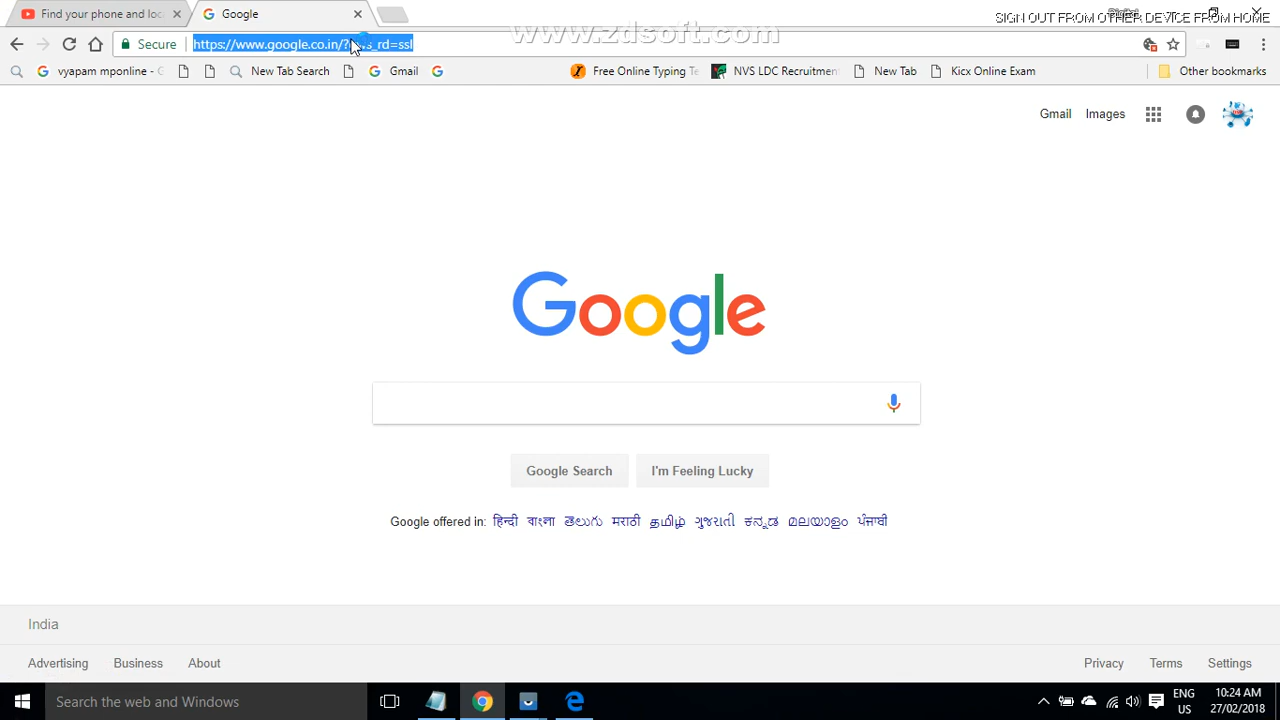 Find your phone and loc
Google
SIGN OUT FROM OTHER DEVICE FROM HOME
Secure
https://www.google.co.in/?
_rd=ssl
www.zdsoft.com
vyapam mponline - G
New Tab Search
Gmail
Free Online Typing Te
NVS LDC Recruitmen
New Tab
Kicx Online Exam
Other bookmarks
Gmail
Images
Google
Google Search
I'm Feeling Lucky
Google offered in: हिन्दी বাংলা తెలుగు मराठी தமிழ் ગુજરાતી ಕನ್ನಡ മലയാളം ਪੰਜਾਬੀ
India
Advertising
Business
About
Privacy
Terms
Settings
Search the web and Windows
ENG
US
10:24 AM
27/02/2018